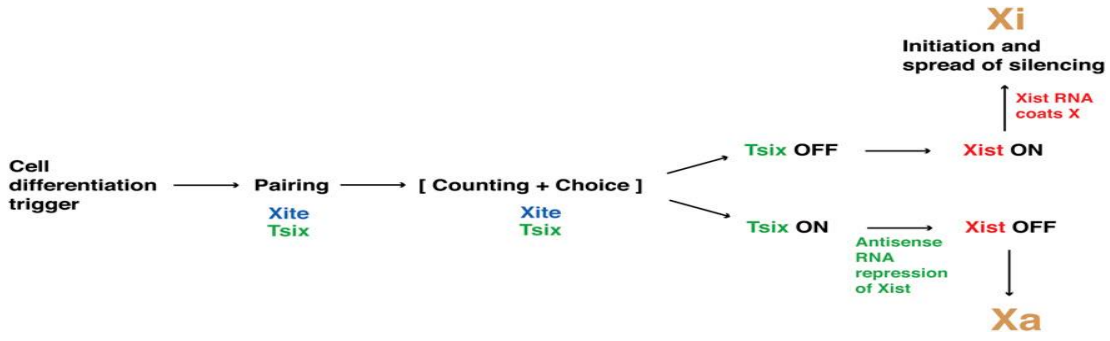 Xi
Initiation and
spread of silencing
Xist RNA
coats X
Tsix OFF
Xist ON
Cell
differentiation
trigger
Pairing
[ Counting + Choice ]
Xite
Tsix
Xite
Tsix
Tsix ON
Xist OFF
Antisense
RNA
repression
of Xist
Xa